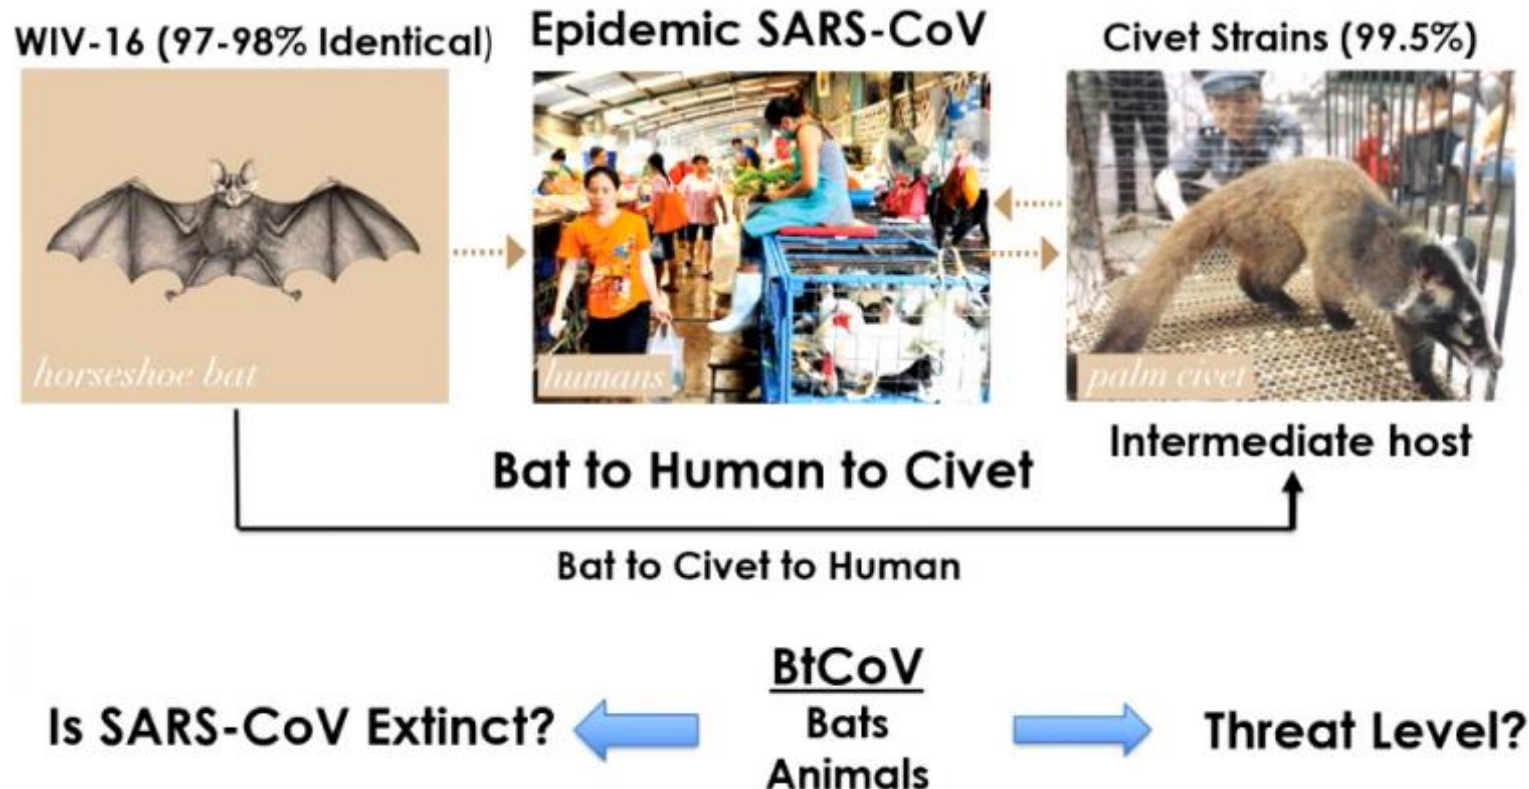 WIV-16 (97-98% Identical)
Epidemic SARS-CoV
Civet Strains (99.5%)
horseshoe bat
humans
palm civet
Intermediate host
Bat to Human to Civet
Bat to Civet to Human
BtCoV
Is SARS-CoV Extinct?
Bats
Threat Level?
Animals